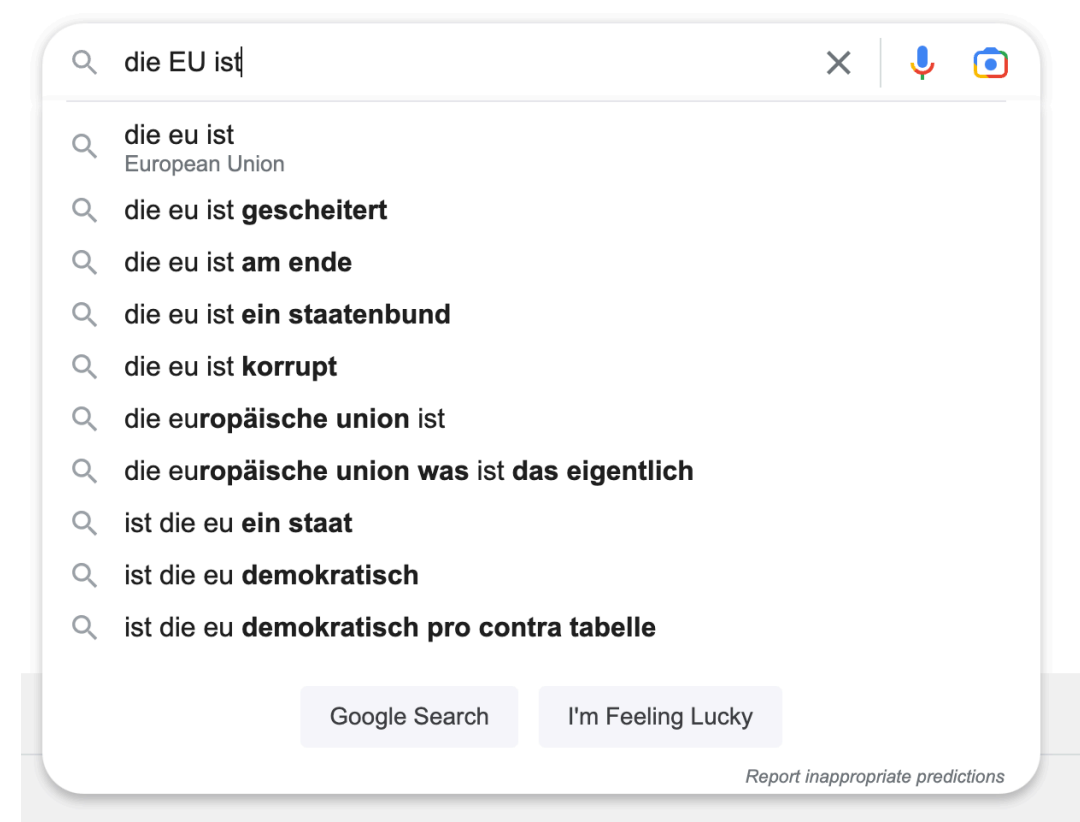 die EU ist
die eu ist
European Union
die eu ist gescheitert
die eu ist am ende
die eu ist ein staatenbund
die eu ist korrupt
die europäische union ist
die europäische union was ist das eigentlich
ist die eu ein staat
ist die eu demokratisch
ist die eu demokratisch pro contra tabelle
Google Search I'm Feeling Lucky
Report inappropriate predictions